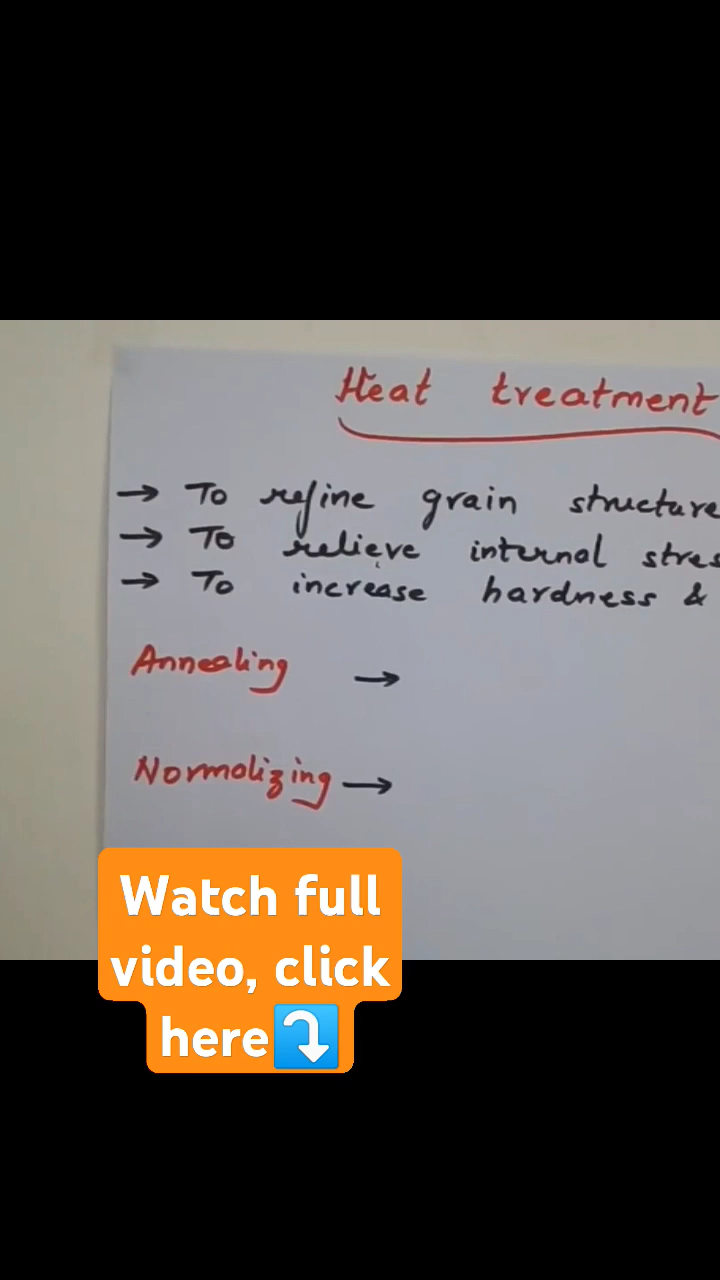 Heat treatment
→ To refine grain structure
→ To relieve internal stres
→ To increase hardness &
Annealing →
Normalizing →
Watch full
video, click
here⤵